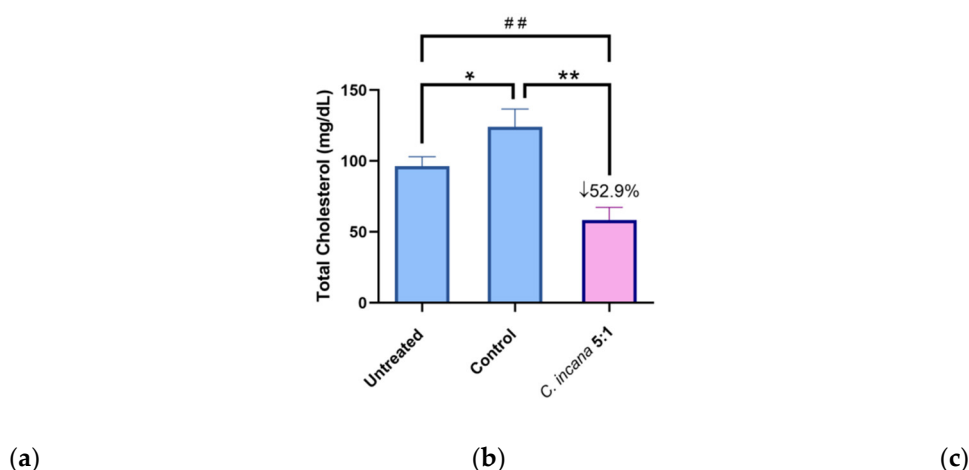 ##
* **
Total Cholesterol (mg/dL)
150
100
50
0
↓52.9%
Untreated
Control
C. incana 5:1
(a) (b) (c)